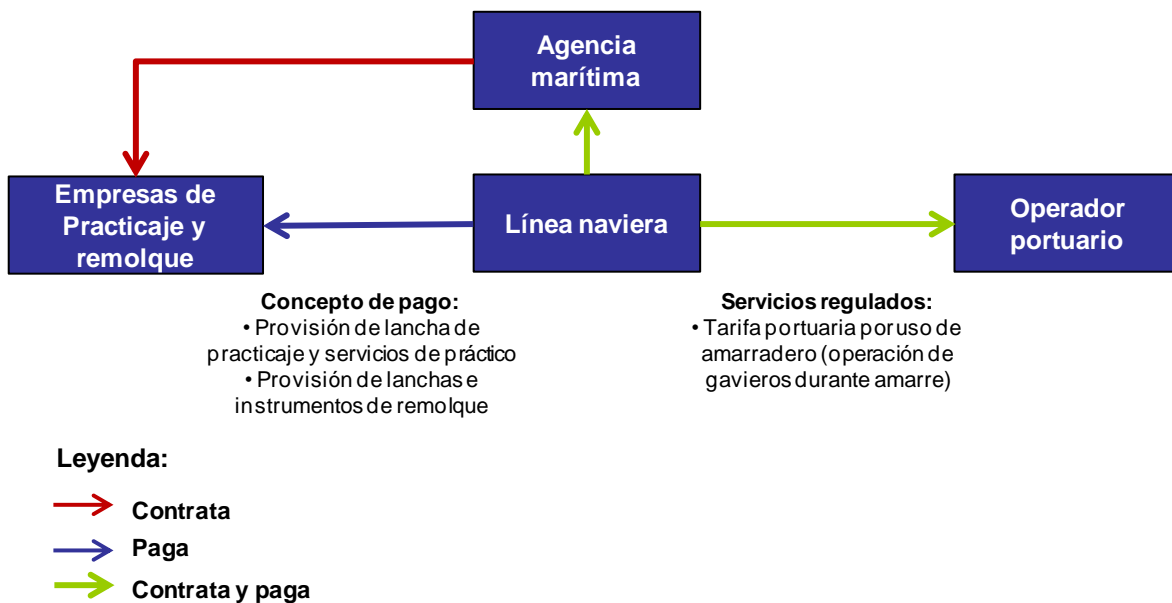 Agencia
marítima
Empresas de
Practicaje y
remolque
Línea naviera
Operador
portuario
Concepto de pago:
• Provisión de lancha de
practicaje y servicios de práctico
• Provisión de lanchas e
instrumentos de remolque
Servicios regulados:
• Tarifa portuaria por uso de
amarradero (operación de
gavieros durante amarre)
Leyenda:
Contrata
Paga
Contrata y paga